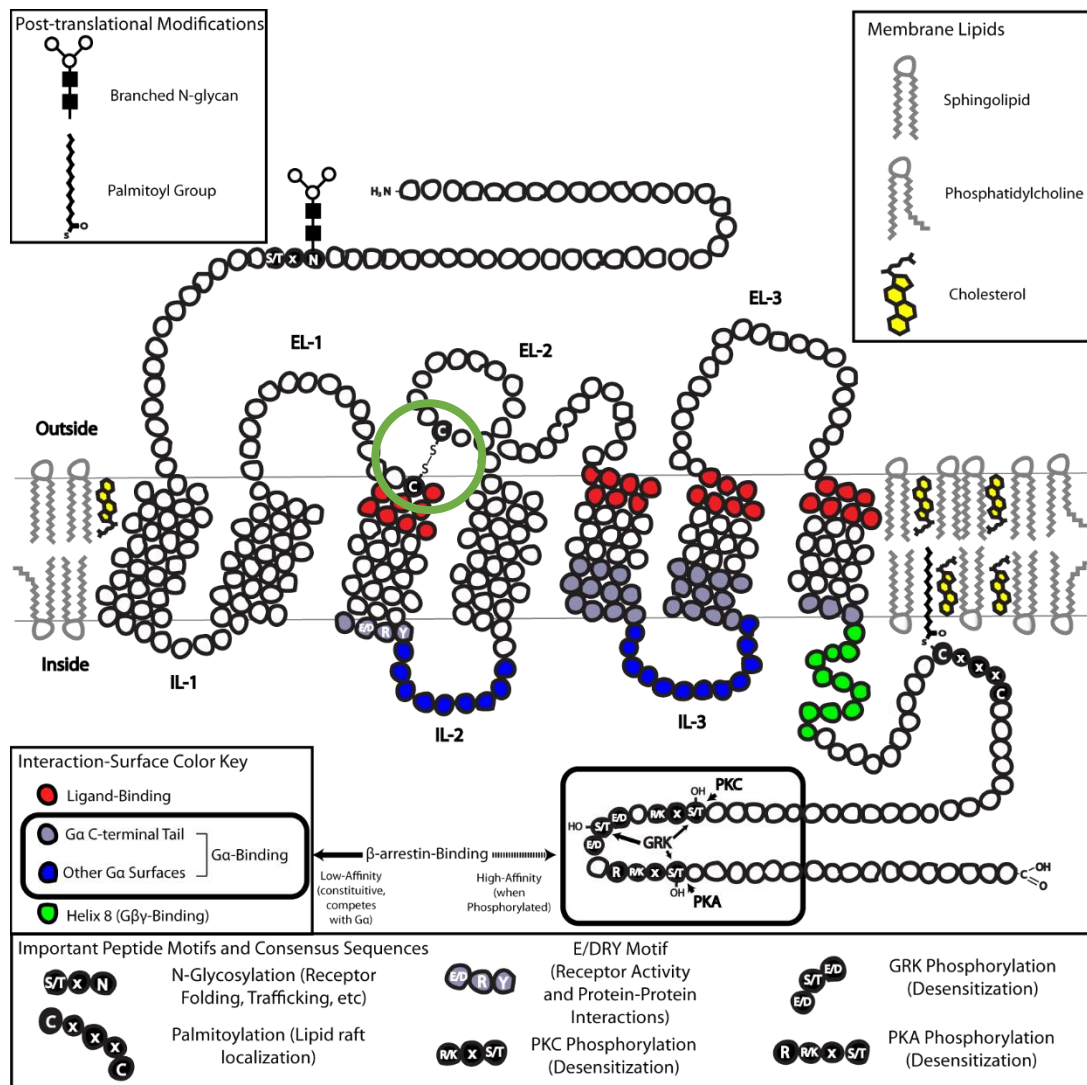 Post-translational Modifications
Branched N-glycan
Palmitoyl Group
S
O
Membrane Lipids
Sphingolipid
Phosphatidylcholine
Cholesterol
H₃N
S/T X N
EL-1
EL-2
EL-3
Outside
C
S
S
C
E/D R Y
Inside
IL-1
IL-2
IL-3
S
O
C X X X C
Interaction-Surface Color Key
Ligand-Binding
Gα C-terminal Tail
Other Gα Surfaces
Gα-Binding
Helix 8 (Gβγ-Binding)
β-arrestin-Binding
Low-Affinity
(constitutive,
competes
with Gα)
High-Affinity
(when
Phosphorylated)
PKC
OH
E/D R/K X S/T
HO S/T
GRK
E/D
R R/K X S/T
OH
PKA
C OH
O
Important Peptide Motifs and Consensus Sequences
S/T X N
N-Glycosylation (Receptor
Folding, Trafficking, etc)
C X X X C
Palmitoylation (Lipid raft
localization)
E/D R Y
E/DRY Motif
(Receptor Activity
and Protein-Protein
Interactions)
R/K X S/T
PKC Phosphorylation
(Desensitization)
E/D S/T E/D
GRK Phosphorylation
(Desensitization)
R R/K X S/T
PKA Phosphorylation
(Desensitization)